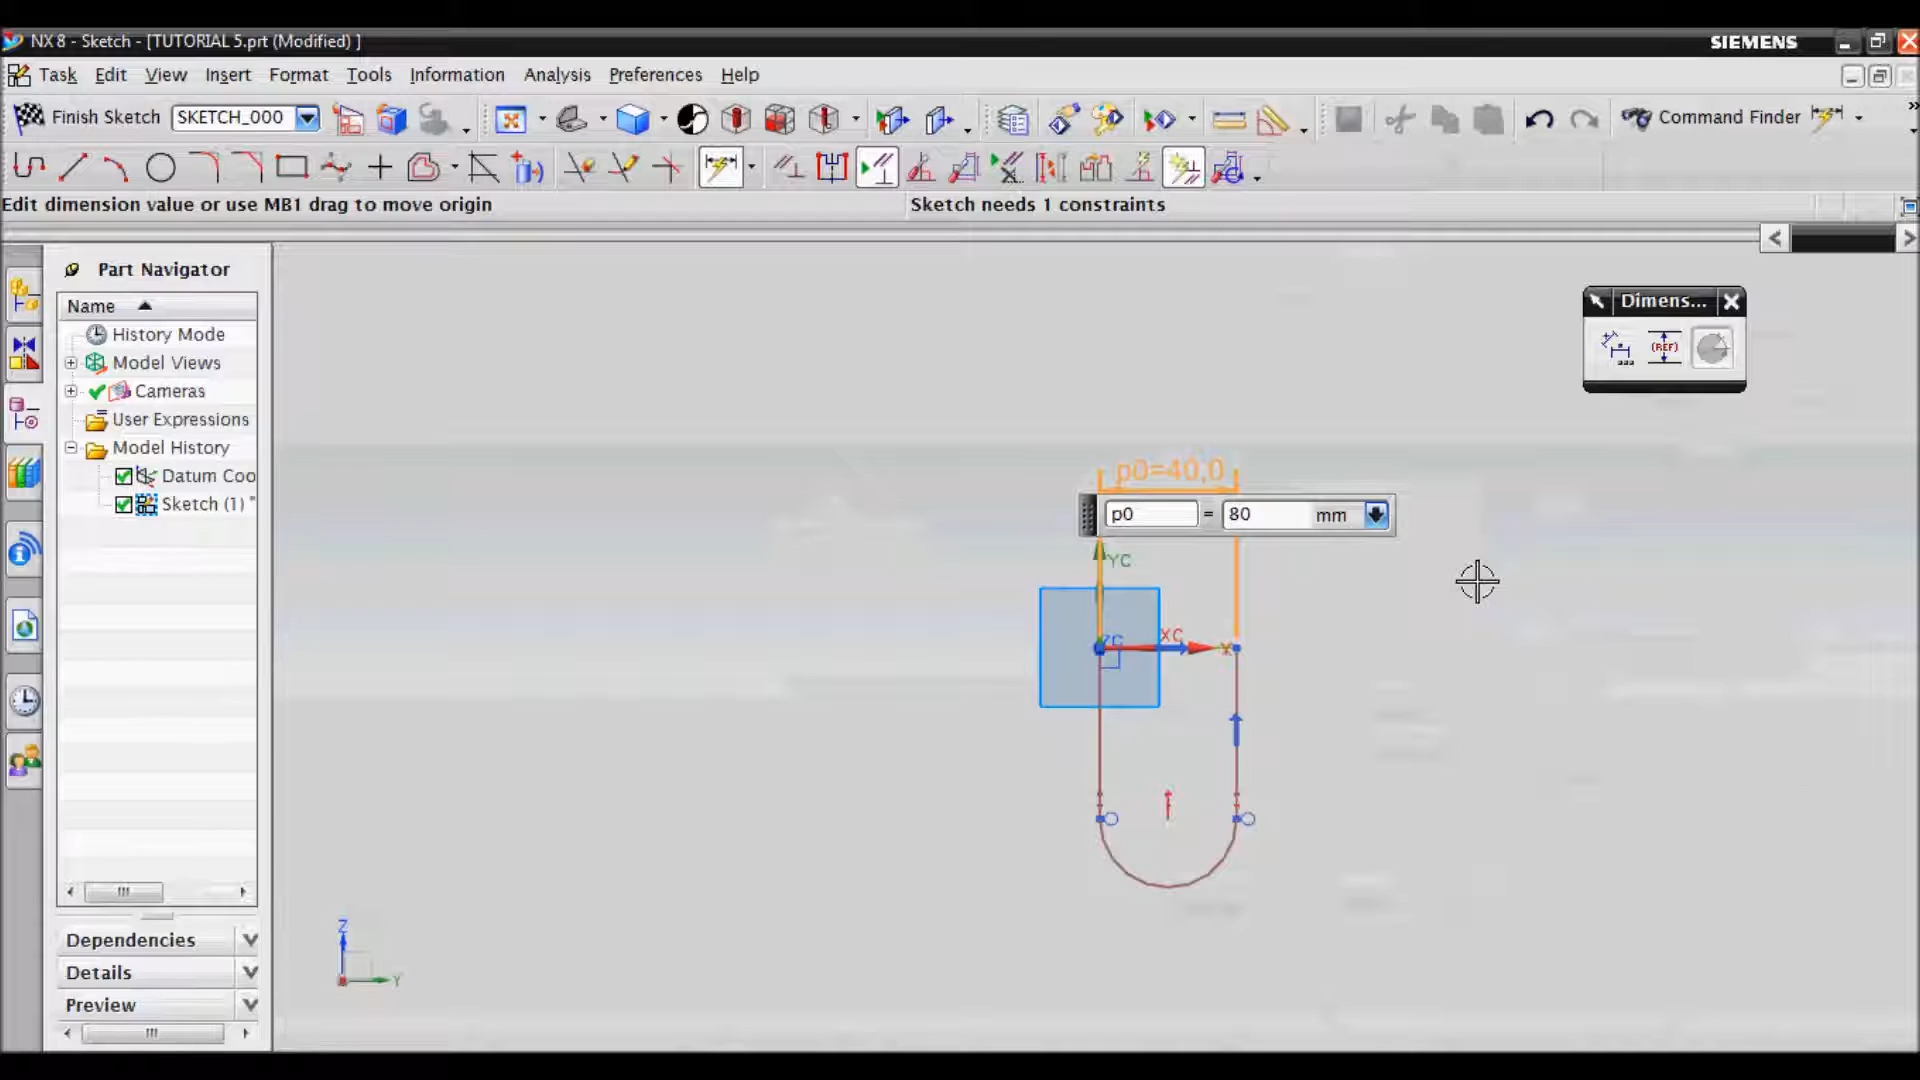 NX 8 - Sketch - [TUTORIAL 5.prt (Modified) ]
SIEMENS
Task Edit View Insert Format Tools Information Analysis Preferences Help
Finish Sketch SKETCH_000 Command Finder
Edit dimension value or use MB1 drag to move origin
Sketch needs 1 constraints
Part Navigator
Name
History Mode
Model Views
Cameras
User Expressions
Model History
Datum Coo
Sketch (1) "
Dependencies
Details
Preview
Dimens...
(REF)
p0=40,0
p0 = 80 mm
YC
XC
Z
Y